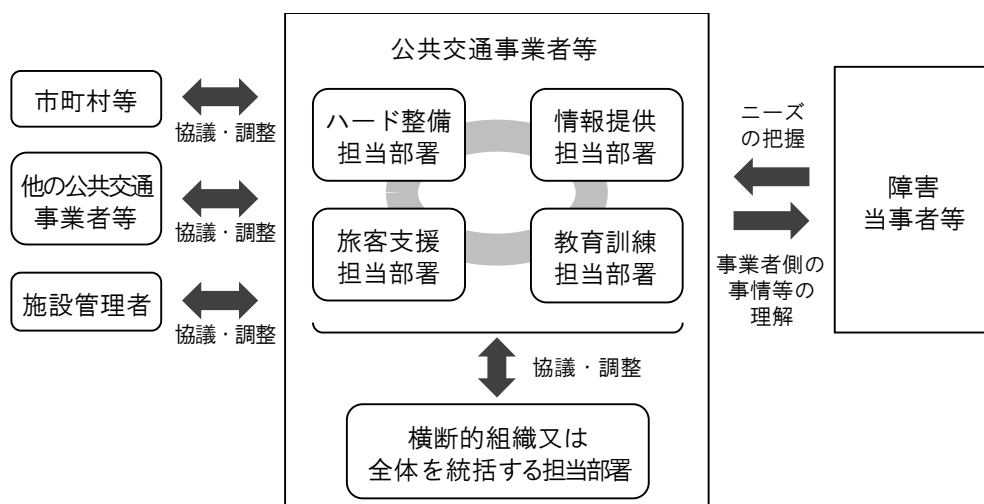 公共交通事業者等
市町村等
協議・調整
他の公共交通
事業者等
協議・調整
施設管理者
協議・調整
ハード整備
担当部署
情報提供
担当部署
旅客支援
担当部署
教育訓練
担当部署
協議・調整
横断的組織又は
全体を統括する担当部署
ニーズ
の把握
事業者側の
事情等の
理解
障害
当事者等